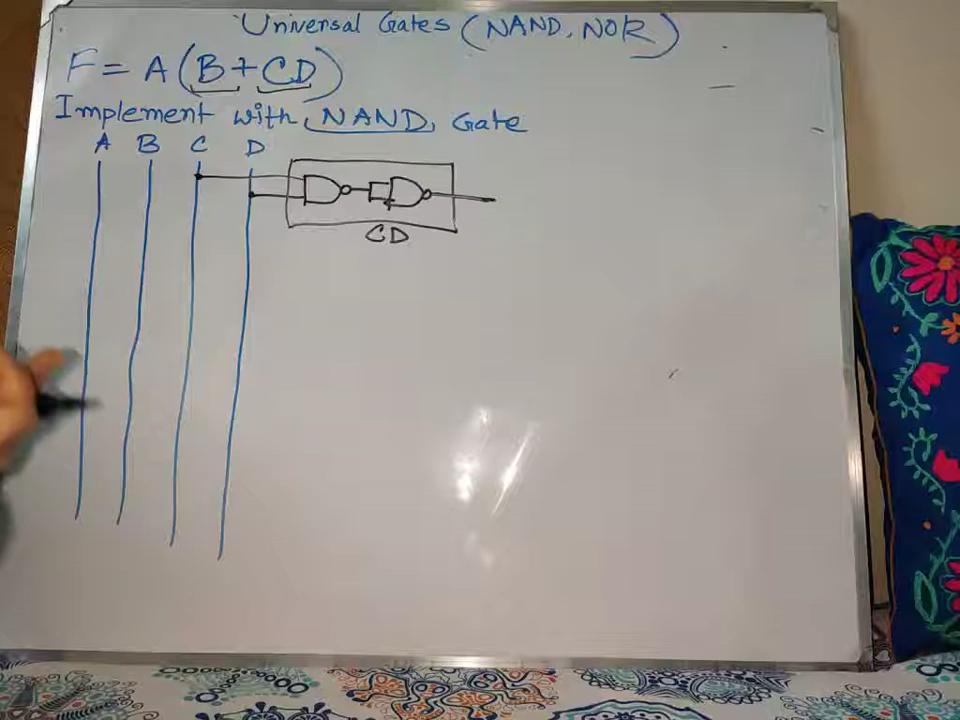 Universal Gates (NAND, NOR)
F = A(B+CD)
Implement with NAND Gate
A B C D
CD